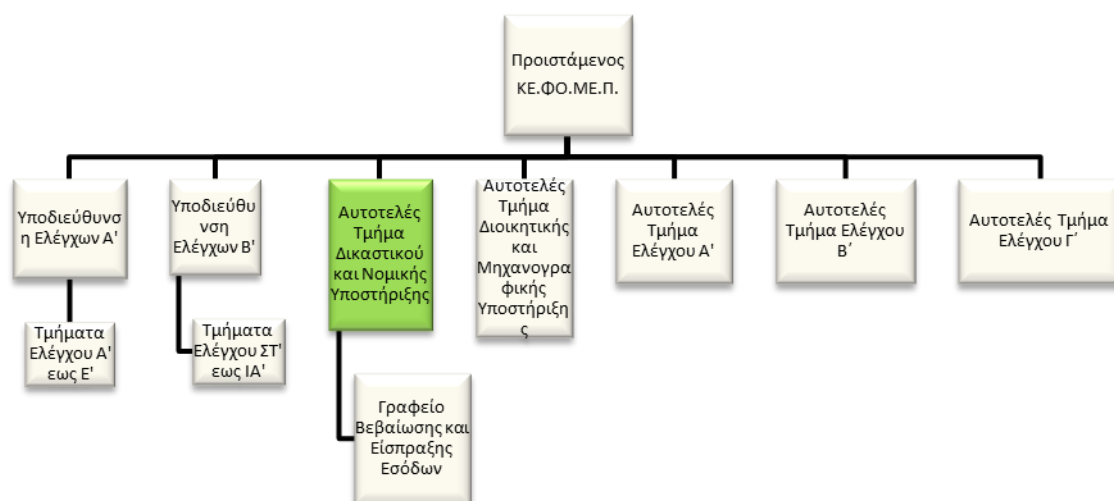 Προιστάμενος
ΚΕ.ΦΟ.ΜΕ.Π.
Υποδιεύθυνσ
η Ελέγχων Α'
Υποδιεύθυ
νση
Ελέγχων Β'
Αυτοτελές
Τμήμα
Δικαστικού
και Νομικής
Υποστήριξης
Αυτοτελές
Τμήμα
Διοικητικής
και
Μηχανογρα
φικής
Υποστήριξη
ς
Αυτοτελές
Τμήμα
Ελέγχου Α'
Αυτοτελές
Τμήμα Ελέγχου
Β΄
Αυτοτελές Τμήμα
Ελέγχου Γ΄
Τμήματα
Ελέγχου Α'
εως Ε'
Τμήματα
Ελέγχου ΣΤ'
εως ΙΑ'
Γραφείο
Βεβαίωσης και
Είσπραξης
Εσόδων